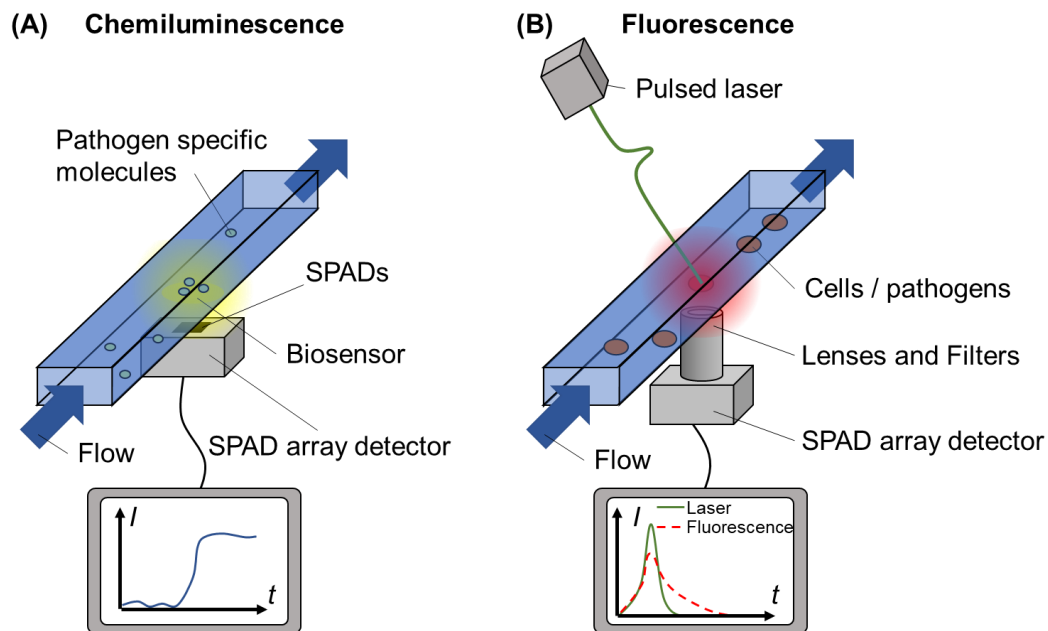 (A) Chemiluminescence
Pathogen specific
molecules
SPADs
Biosensor
SPAD array detector
Flow
I
t
(B) Fluorescence
Pulsed laser
Cells / pathogens
Lenses and Filters
SPAD array detector
Flow
I
Laser
Fluorescence
t